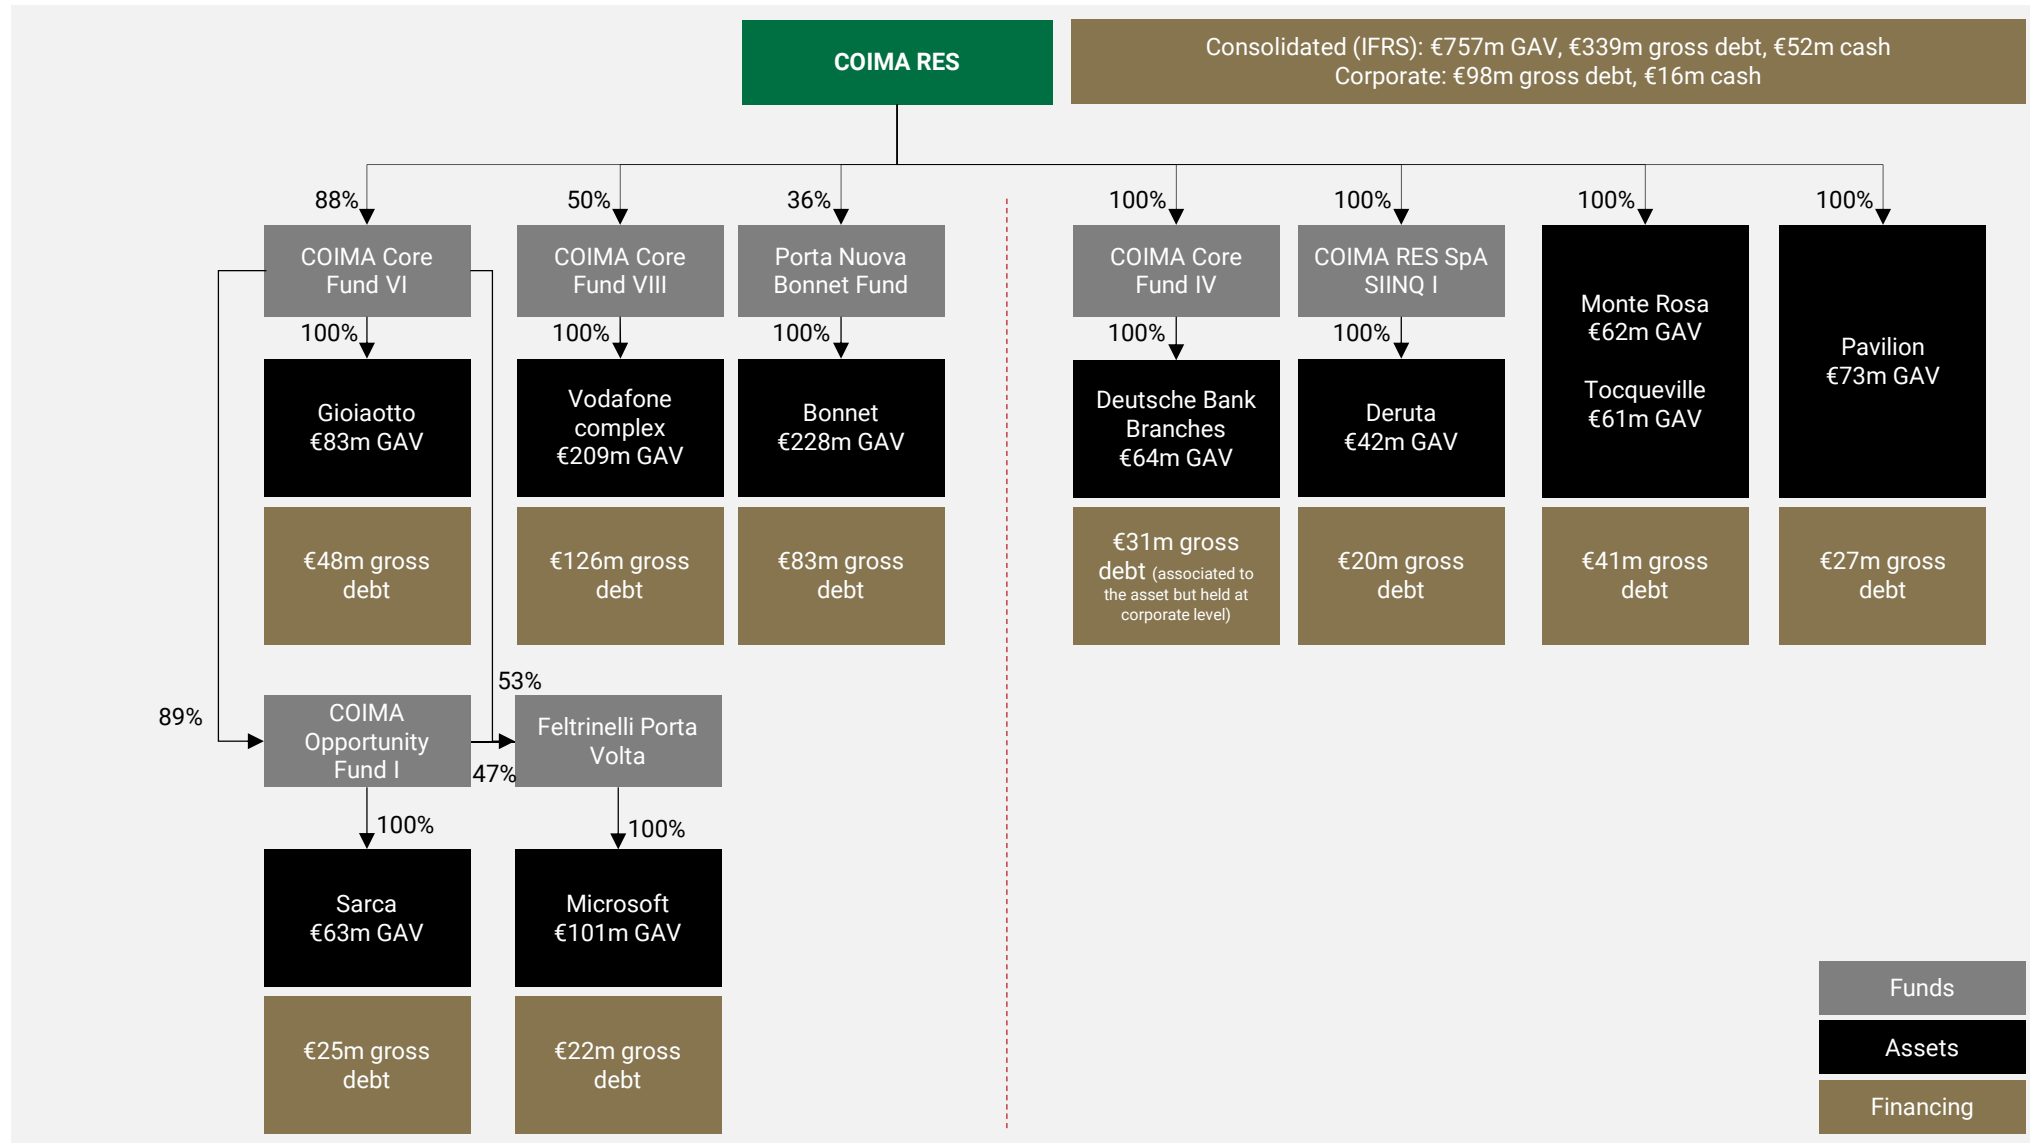 COIMA RES
Consolidated (IFRS): €757m GAV, €339m gross debt, €52m cash
Corporate: €98m gross debt, €16m cash
88%
50%
36%
100%
100%
100%
100%
COIMA Core
Fund VI
COIMA Core
Fund VIII
Porta Nuova
Bonnet Fund
COIMA Core
Fund IV
COIMA RES SpA
SIINQ I
Monte Rosa
€62m GAV
Tocqueville
€61m GAV
Pavilion
€73m GAV
100%
100%
100%
100%
100%
Gioiaotto
€83m GAV
Vodafone
complex
€209m GAV
Bonnet
€228m GAV
Deutsche Bank
Branches
€64m GAV
Deruta
€42m GAV
€48m gross
debt
€126m gross
debt
€83m gross
debt
€31m gross
debt (associated to
the asset but held at
corporate level)
€20m gross
debt
€41m gross
debt
€27m gross
debt
89%
53%
47%
COIMA
Opportunity
Fund I
Feltrinelli Porta
Volta
100%
100%
Sarca
€63m GAV
Microsoft
€101m GAV
€25m gross
debt
€22m gross
debt
Funds
Assets
Financing